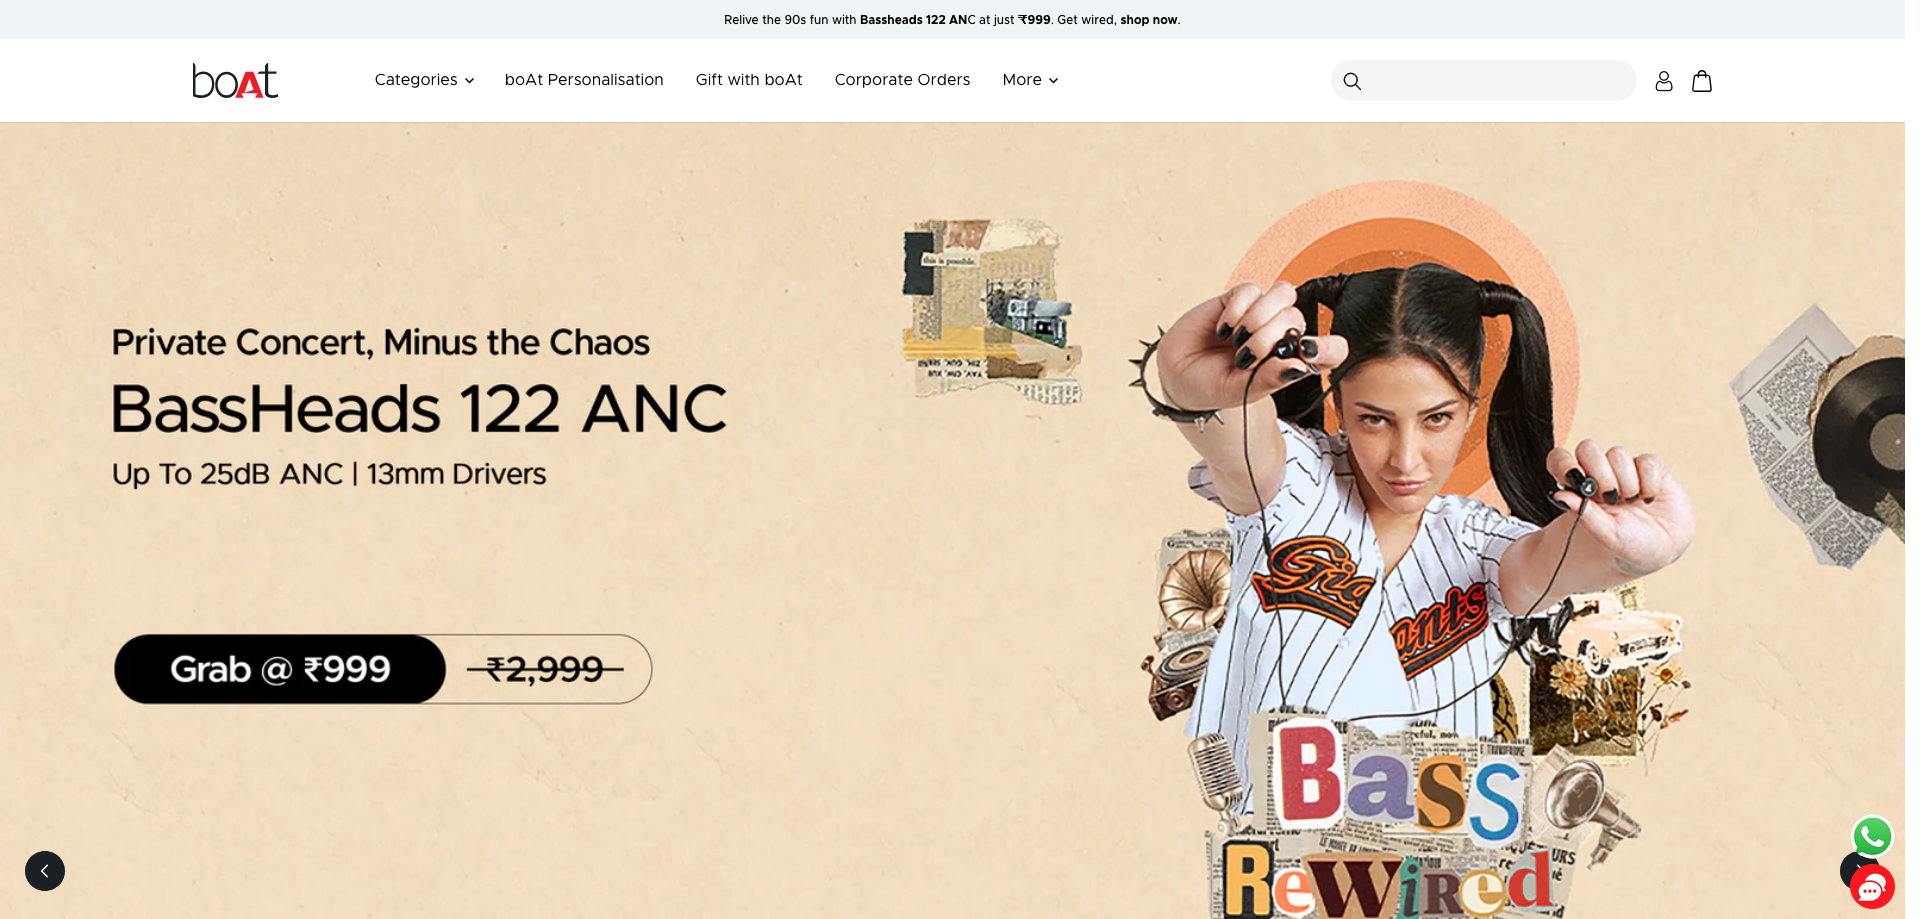 Relive the 90s fun with Bassheads 122 ANC at just ₹999. Get wired, shop now.
boAt
Categories
boAt Personalisation
Gift with boAt
Corporate Orders
More
this is possible.
Private Concert, Minus the Chaos
BassHeads 122 ANC
Up To 25dB ANC | 13mm Drivers
Giants
Grab @ ₹999
₹2,999
BaSS
ReWiRed